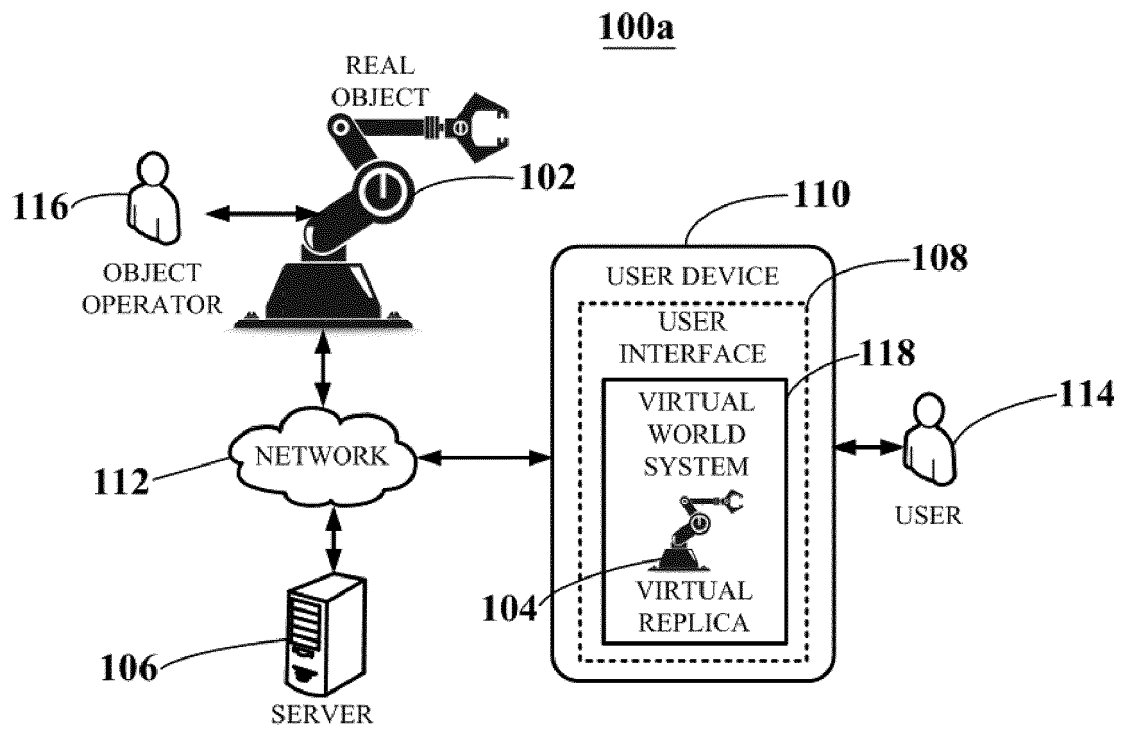 100a
REAL
OBJECT
102
116
OBJECT
OPERATOR
110
USER DEVICE
108
USER
INTERFACE
118
VIRTUAL
WORLD
SYSTEM
114
USER
NETWORK
112
104
VIRTUAL
REPLICA
106
SERVER